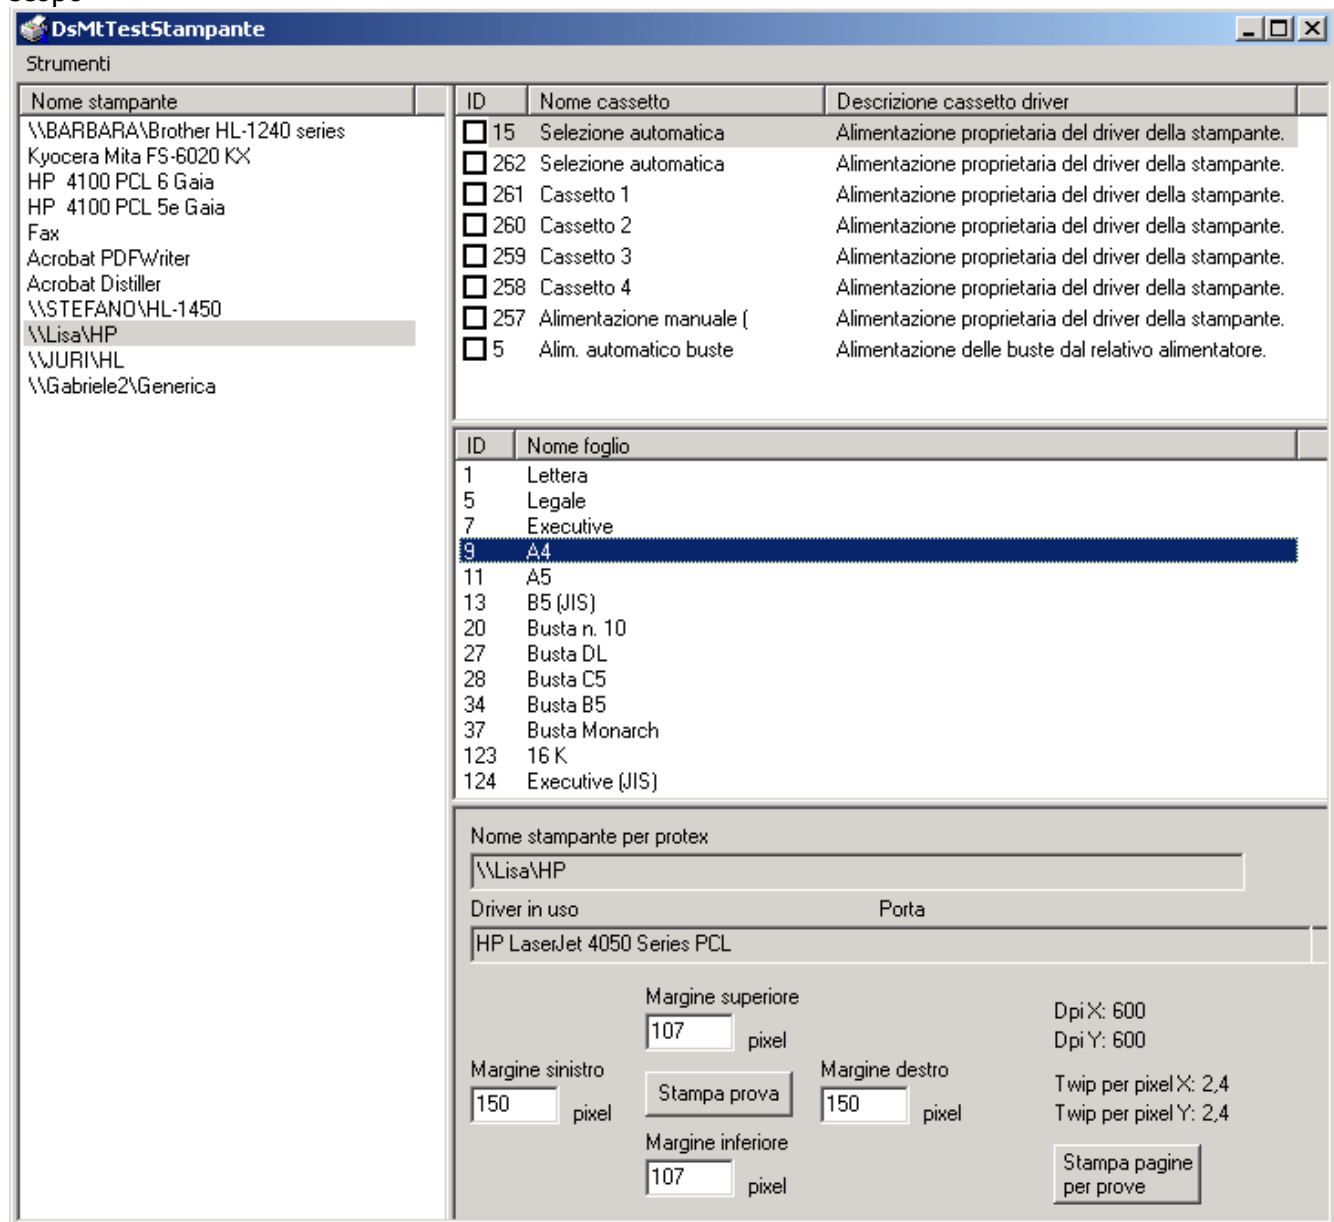 DsMtTestStampante
Strumenti
Nome stampante
\\BARBARA\Brother HL-1240 series
Kyocera Mita FS-6020 KX
HP 4100 PCL 6 Gaia
HP 4100 PCL 5e Gaia
Fax
Acrobat PDFWriter
Acrobat Distiller
\\STEFANO\HL-1450
\\Lisa\HP
\\JURI\HL
\\Gabriele2\Generica
ID Nome cassetto Descrizione cassetto driver
15 Selezione automatica Alimentazione proprietaria del driver della stampante.
262 Selezione automatica Alimentazione proprietaria del driver della stampante.
261 Cassetto 1 Alimentazione proprietaria del driver della stampante.
260 Cassetto 2 Alimentazione proprietaria del driver della stampante.
259 Cassetto 3 Alimentazione proprietaria del driver della stampante.
258 Cassetto 4 Alimentazione proprietaria del driver della stampante.
257 Alimentazione manuale ( Alimentazione proprietaria del driver della stampante.
5 Alim. automatico buste Alimentazione delle buste dal relativo alimentatore.
ID Nome foglio
1 Lettera
5 Legale
7 Executive
9 A4
11 A5
13 B5 (JIS)
20 Busta n. 10
27 Busta DL
28 Busta C5
34 Busta B5
37 Busta Monarch
123 16 K
124 Executive (JIS)
Nome stampante per protex
\\Lisa\HP
Driver in uso Porta
HP LaserJet 4050 Series PCL
Margine superiore
107 pixel
Margine sinistro
150 pixel
Stampa prova
Margine destro
150 pixel
Margine inferiore
107 pixel
Dpi X: 600
Dpi Y: 600
Twip per pixel X: 2,4
Twip per pixel Y: 2,4
Stampa pagine
per prove